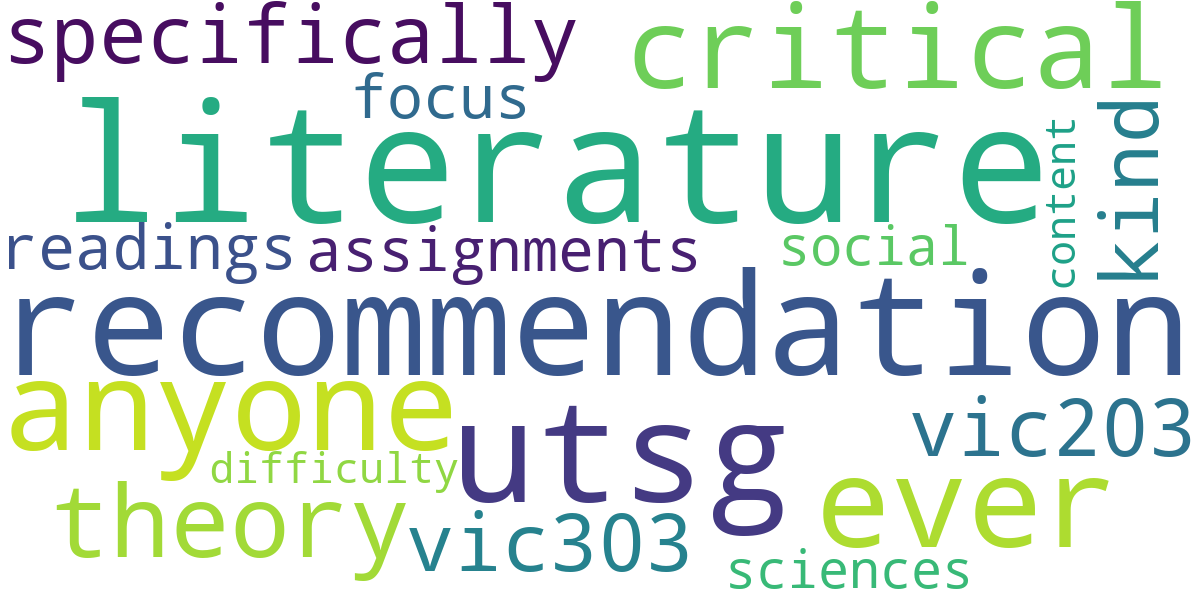 specifically
critical
focus
literature
content
kind
readings
assignments
social
recommendation
anyone
utsg
vic203
difficulty
theory
ever
vic303
sciences